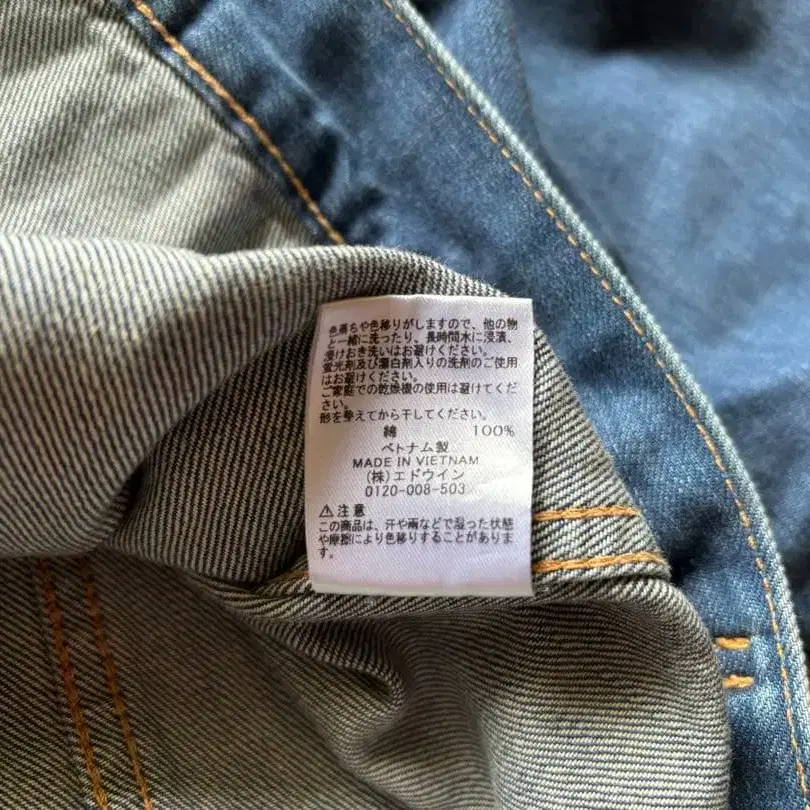 色落ちや色移りがしますので、他の物
と一緒に洗ったり、長時間水に浸漬、
浸けおき洗いはお避けください。
蛍光剤及び漂白剤入りの洗剤のご使用
はお避けください。
ご家庭での乾燥機の使用は避けてくだ
さい。
形を整えてから干してください。
綿 100%
ベトナム製
MADE IN VIETNAM
(株)エドウイン
0120-008-503
⚠注意
この商品は、汗や雨などで湿った状態
や摩擦により色移りすることがありま
す。